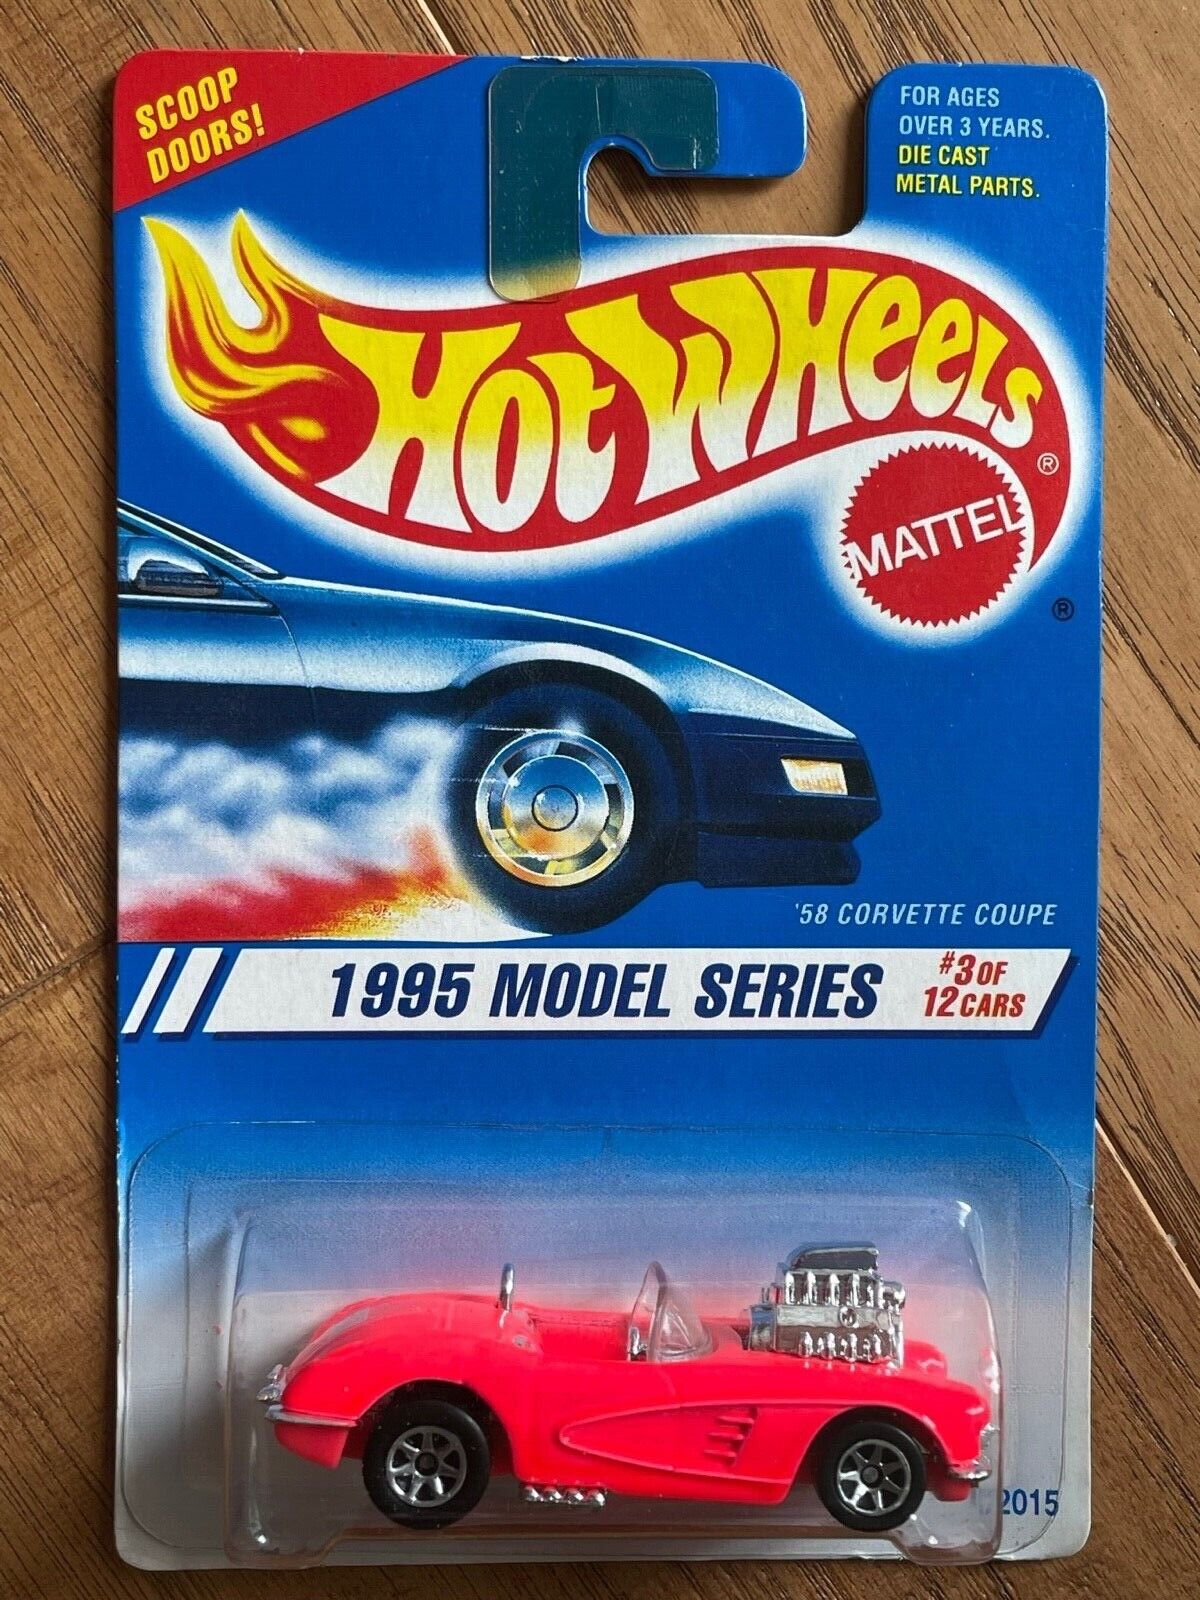 SCOOP
DOORS!
FOR AGES
OVER 3 YEARS.
DIE CAST
METAL PARTS.
HOT WHEELS ®
MATTEL
®
'58 CORVETTE COUPE
1995 MODEL SERIES
#3 OF
12 CARS
2015